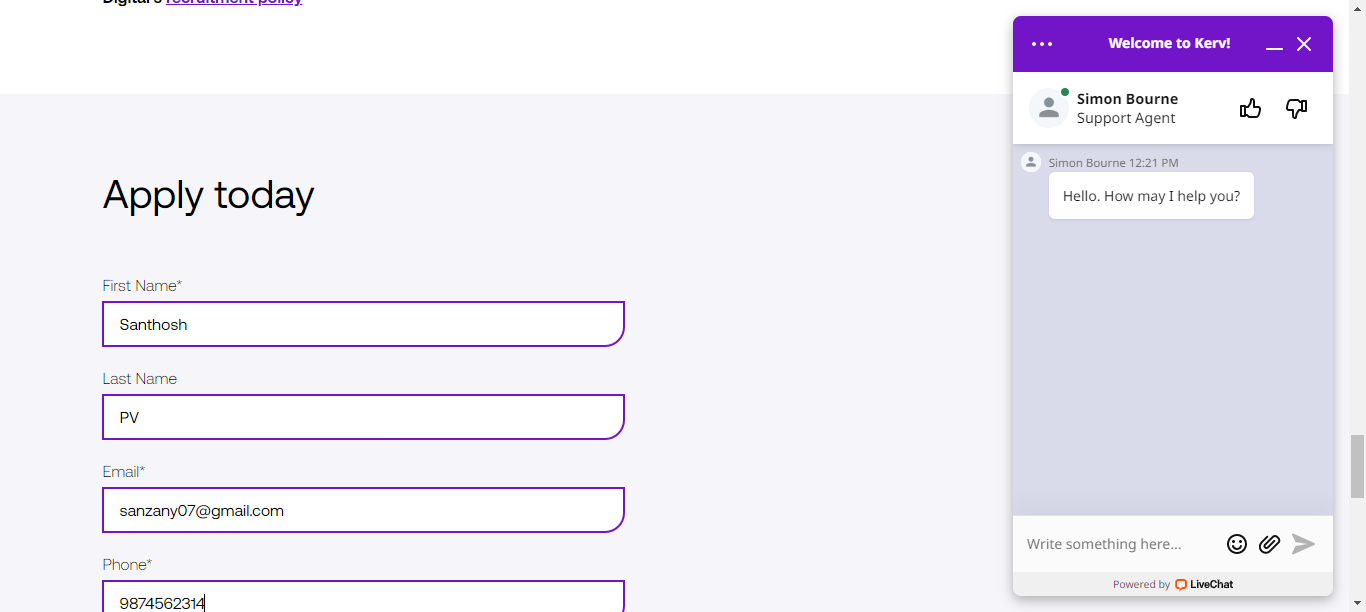 Digital's recruitment policy
Apply today
First Name*
Santhosh
Last Name
PV
Email*
sanzany07@gmail.com
Phone*
9874562314
Welcome to Kerv!
Simon Bourne
Support Agent
Simon Bourne 12:21 PM
Hello. How may I help you?
Write something here...
Powered by LiveChat